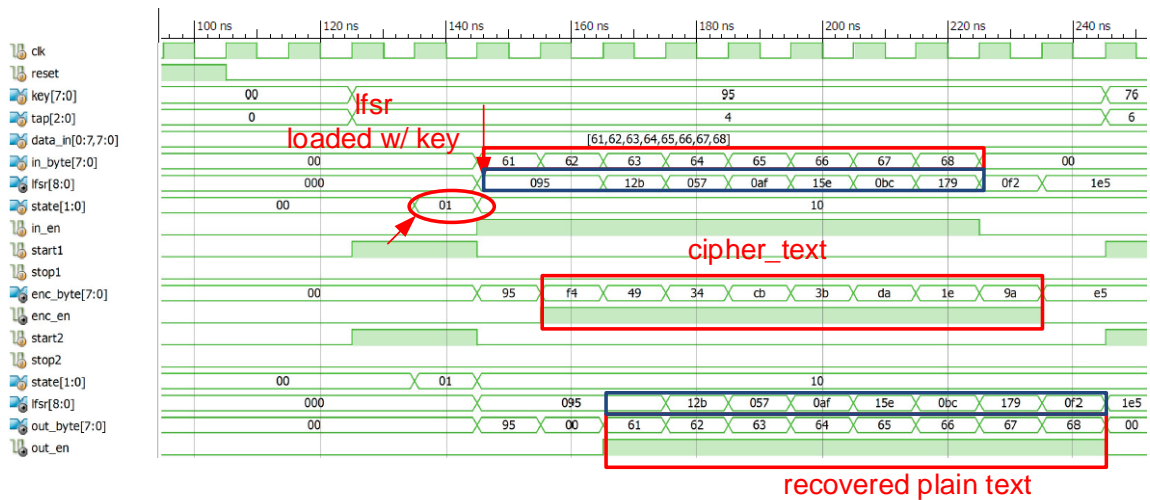 100 ns 120 ns 140 ns 160 ns 180 ns 200 ns 220 ns 240 ns
clk
reset
key[7:0] 00 95 76
lfsr
tap[2:0] 0 4 6
loaded w/ key
data_in[0:7,7:0] [61,62,63,64,65,66,67,68]
in_byte[7:0] 00 61 62 63 64 65 66 67 68 00
lfsr[8:0] 000 095 12b 057 0af 15e 0bc 179 0f2 1e5
state[1:0] 00 01 10
in_en
start1
cipher_text
stop1
enc_byte[7:0] 00 95 f4 49 34 cb 3b da 1e 9a e5
enc_en
start2
stop2
state[1:0] 00 01 10
lfsr[8:0] 000 095 12b 057 0af 15e 0bc 179 0f2 1e5
out_byte[7:0] 00 95 00 61 62 63 64 65 66 67 68 00
out_en
recovered plain text